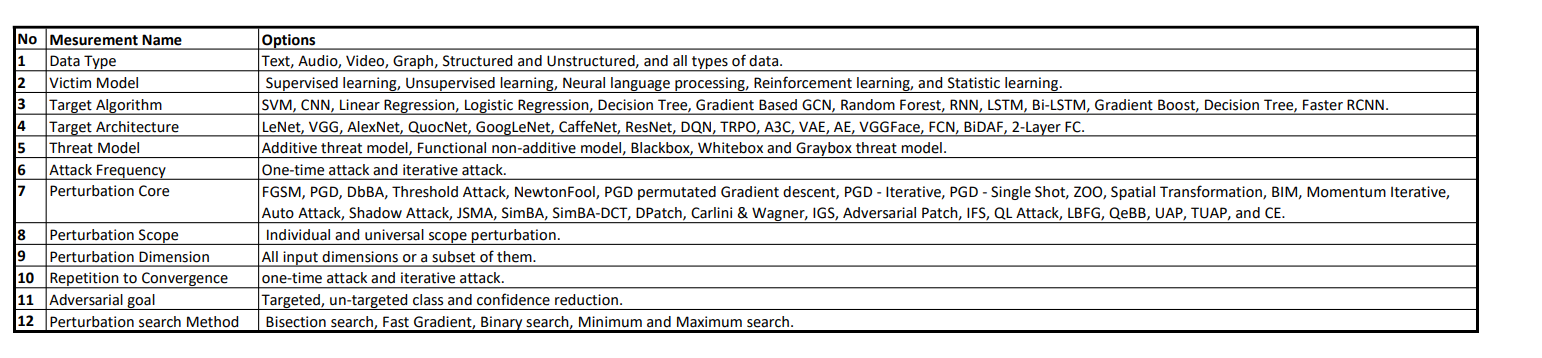 No Mesurement Name Options
1 Data Type Text, Audio, Video, Graph, Structured and Unstructured, and all types of data.
2 Victim Model Supervised learning, Unsupervised learning, Neural language processing, Reinforcement learning, and Statistic learning.
3 Target Algorithm SVM, CNN, Linear Regression, Logistic Regression, Decision Tree, Gradient Based GCN, Random Forest, RNN, LSTM, Bi-LSTM, Gradient Boost, Decision Tree, Faster RCNN.
4 Target Architecture LeNet, VGG, AlexNet, QuocNet, GoogLeNet, CaffeNet, ResNet, DQN, TRPO, A3C, VAE, AE, VGGFace, FCN, BiDAF, 2-Layer FC.
5 Threat Model Additive threat model, Functional non-additive model, Blackbox, Whitebox and Graybox threat model.
6 Attack Frequency One-time attack and iterative attack.
7 Perturbation Core FGSM, PGD, DbBA, Threshold Attack, NewtonFool, PGD permutated Gradient descent, PGD - Iterative, PGD - Single Shot, ZOO, Spatial Transformation, BIM, Momentum Iterative,
Auto Attack, Shadow Attack, JSMA, SimBA, SimBA-DCT, DPatch, Carlini & Wagner, IGS, Adversarial Patch, IFS, QL Attack, LBFG, QeBB, UAP, TUAP, and CE.
8 Perturbation Scope Individual and universal scope perturbation.
9 Perturbation Dimension All input dimensions or a subset of them.
10 Repetition to Convergence one-time attack and iterative attack.
11 Adversarial goal Targeted, un-targeted class and confidence reduction.
12 Perturbation search Method Bisection search, Fast Gradient, Binary search, Minimum and Maximum search.